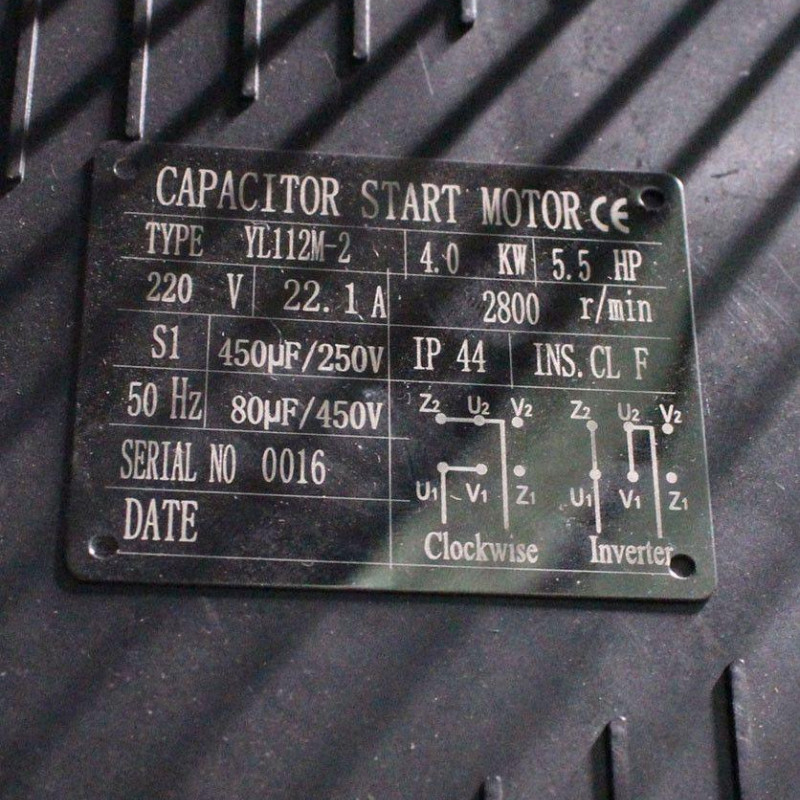 CAPACITOR START MOTOR CE
TYPE YL112M-2 4.0 KW 5.5 HP
220 V 22.1 A 2800 r/min
S1 450µF/250V IP 44 INS.CL F
50 Hz 80µF/450V
Z2 U2 V2 Z2 U2 V2
SERIAL NO 0016
U1 V1 Z1 U1 V1 Z1
DATE
Clockwise Inverter